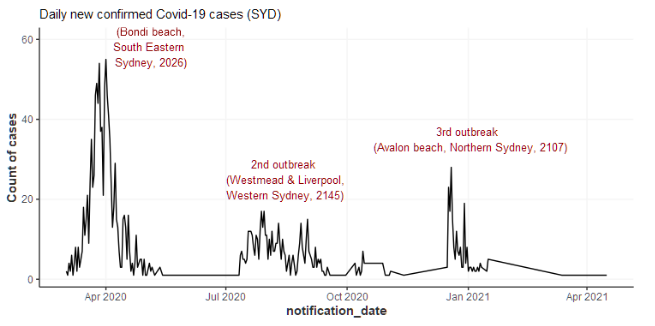 Daily new confirmed Covid-19 cases (SYD)
(Bondi beach,
South Eastern
Sydney, 2026)
3rd outbreak
(Avalon beach, Northern Sydney, 2107)
2nd outbreak
(Westmead & Liverpool,
Western Sydney, 2145)
Count of cases
60
40
20
0
Apr 2020
Jul 2020
Oct 2020
Jan 2021
Apr 2021
notification_date